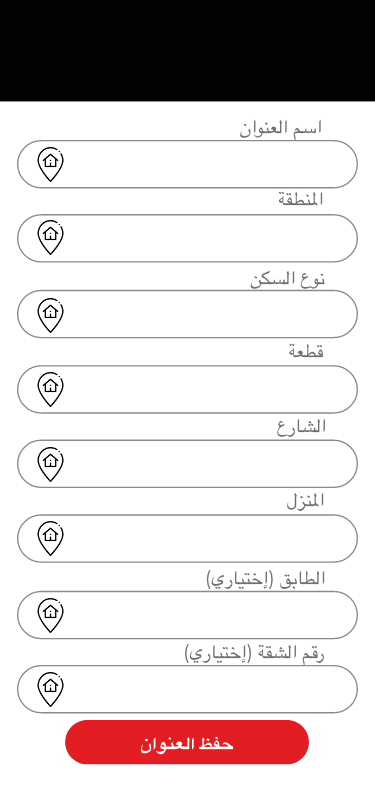 اسم العنوان
المنطقة
نوع السكن
قطعة
الشارع
المنزل
الطابق (إختياري)
رقم الشقة (إختياري)
حفظ العنوان